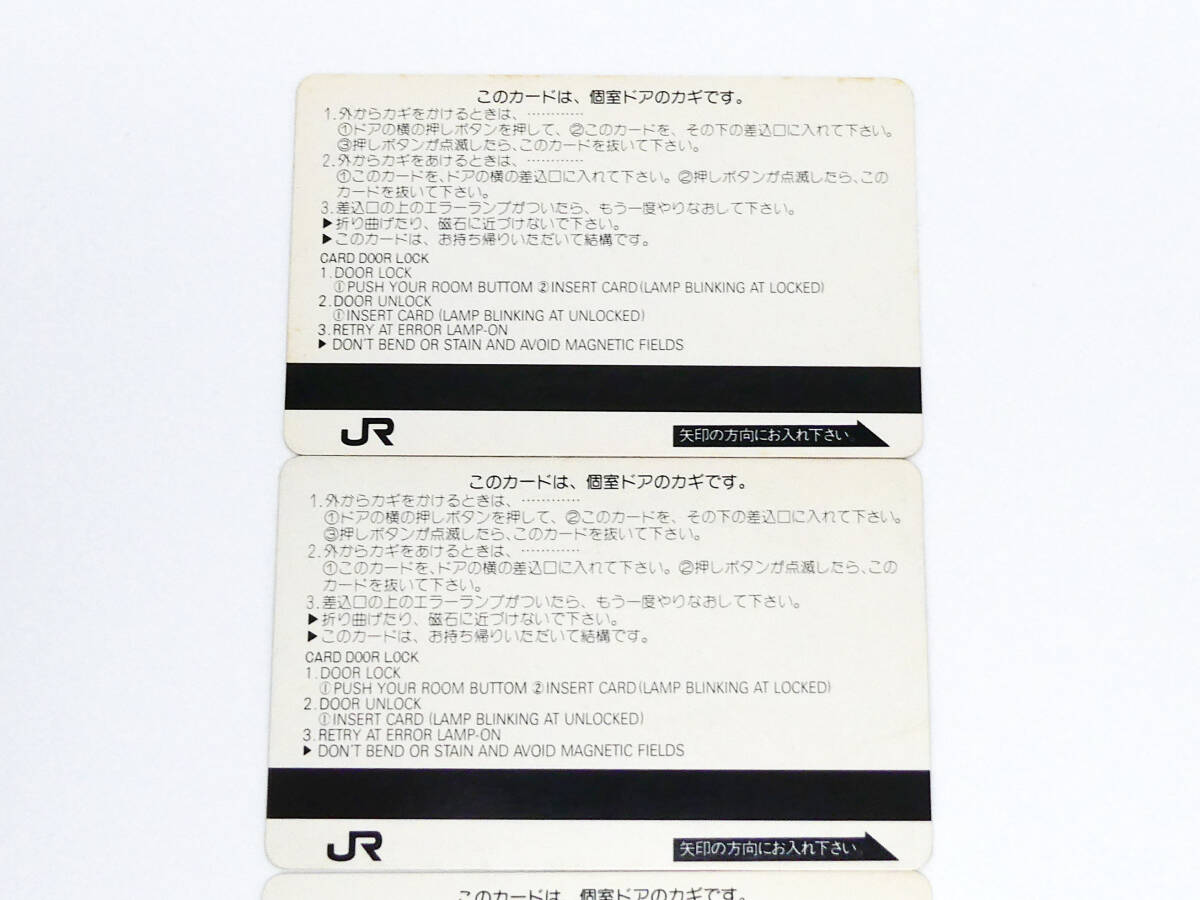 このカードは、個室ドアのカギです。
1.外からカギをかけるときは、…………
①ドアの横の押しボタンを押して、②このカードを、その下の差込口に入れて下さい。
③押しボタンが点滅したら、このカードを抜いて下さい。
2.外からカギをあけるときは、…………
①このカードを、ドアの横の差込口に入れて下さい。②押しボタンが点滅したら、この
カードを抜いて下さい。
3.差込口の上のエラーランプがついたら、もう一度やりなおして下さい。
▶折り曲げたり、磁石に近づけないで下さい。
▶このカードは、お持ち帰りいただいて結構です。
CARD DOOR LOCK
1.DOOR LOCK
①PUSH YOUR ROOM BUTTOM ②INSERT CARD(LAMP BLINKING AT LOCKED)
2.DOOR UNLOCK
①INSERT CARD (LAMP BLINKING AT UNLOCKED)
3.RETRY AT ERROR LAMP-ON
▶ DON'T BEND OR STAIN AND AVOID MAGNETIC FIELDS
JR
矢印の方向にお入れ下さい
このカードは、個室ドアのカギです。
1.外からカギをかけるときは、…………
①ドアの横の押しボタンを押して、②このカードを、その下の差込口に入れて下さい。
③押しボタンが点滅したら、このカードを抜いて下さい。
2.外からカギをあけるときは、…………
①このカードを、ドアの横の差込口に入れて下さい。②押しボタンが点滅したら、この
カードを抜いて下さい。
3.差込口の上のエラーランプがついたら、もう一度やりなおして下さい。
▶折り曲げたり、磁石に近づけないで下さい。
▶このカードは、お持ち帰りいただいて結構です。
CARD DOOR LOCK
1.DOOR LOCK
①PUSH YOUR ROOM BUTTOM ②INSERT CARD(LAMP BLINKING AT LOCKED)
2.DOOR UNLOCK
①INSERT CARD (LAMP BLINKING AT UNLOCKED)
3.RETRY AT ERROR LAMP-ON
▶ DON'T BEND OR STAIN AND AVOID MAGNETIC FIELDS
JR
矢印の方向にお入れ下さい
このカードは、個室ドアのカギです。